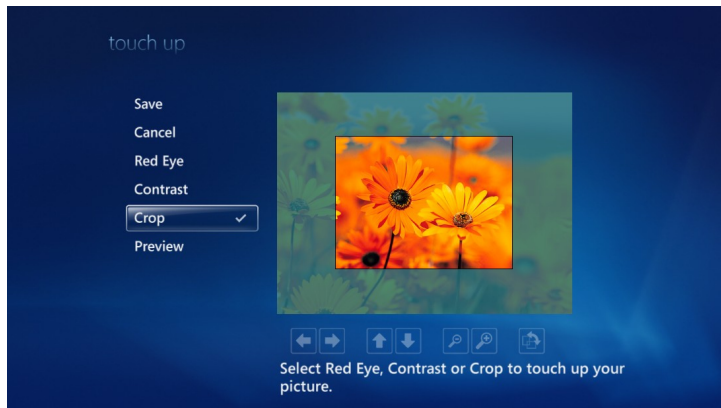 touch up
Save
Cancel
Red Eye
Contrast
Crop
Preview
Select Red Eye, Contrast or Crop to touch up your
picture.